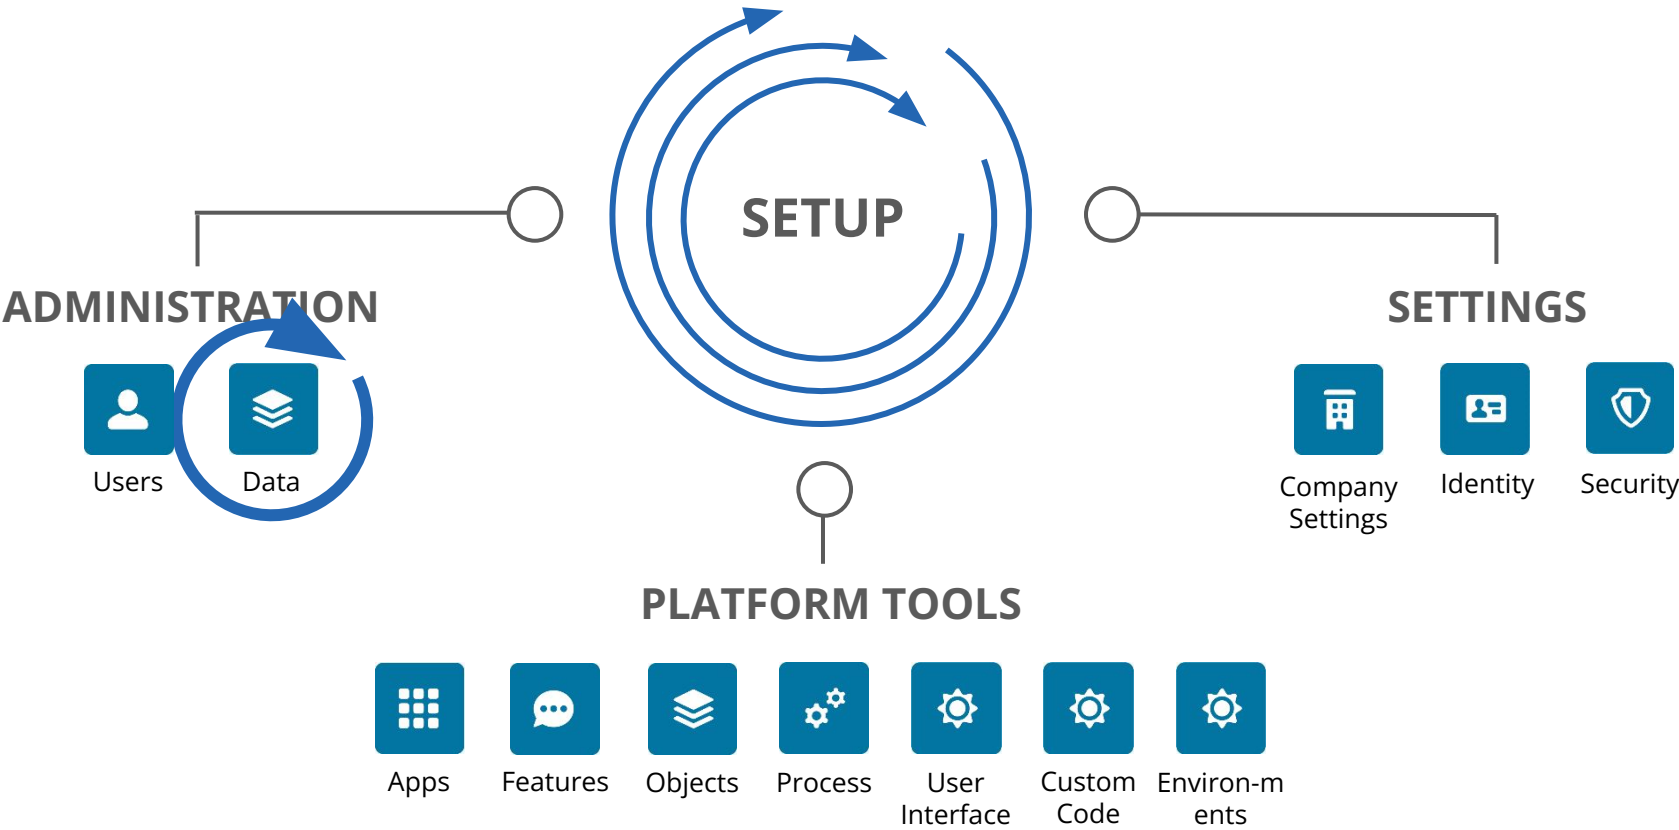 SETUP
ADMINISTRATION
Users
Data
SETTINGS
Company
Settings
Identity
Security
PLATFORM TOOLS
Apps
Features
Objects
Process
User
Interface
Custom
Code
Environ-m
ents